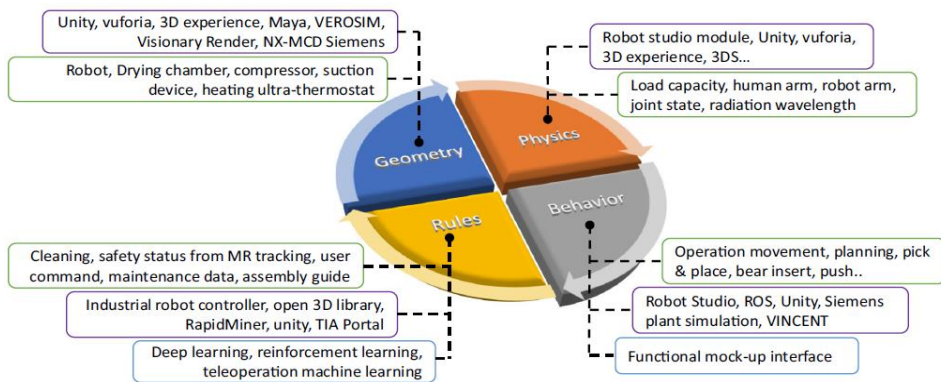 Unity, vuforia, 3D experience, Maya, VEROSIM,
Visionary Render, NX-MCD Siemens
Robot, Drying chamber, compressor, suction
device, heating ultra-thermostat
Robot studio module, Unity, vuforia,
3D experience, 3DS...
Load capacity, human arm, robot arm,
joint state, radiation wavelength
Geometry
Physics
Rules
Behavior
Cleaning, safety status from MR tracking, user
command, maintenance data, assembly guide
Industrial robot controller, open 3D library,
RapidMiner, unity, TIA Portal
Deep learning, reinforcement learning,
teleoperation machine learning
Operation movement, planning, pick
& place, bear insert, push..
Robot Studio, ROS, Unity, Siemens
plant simulation, VINCENT
Functional mock-up interface